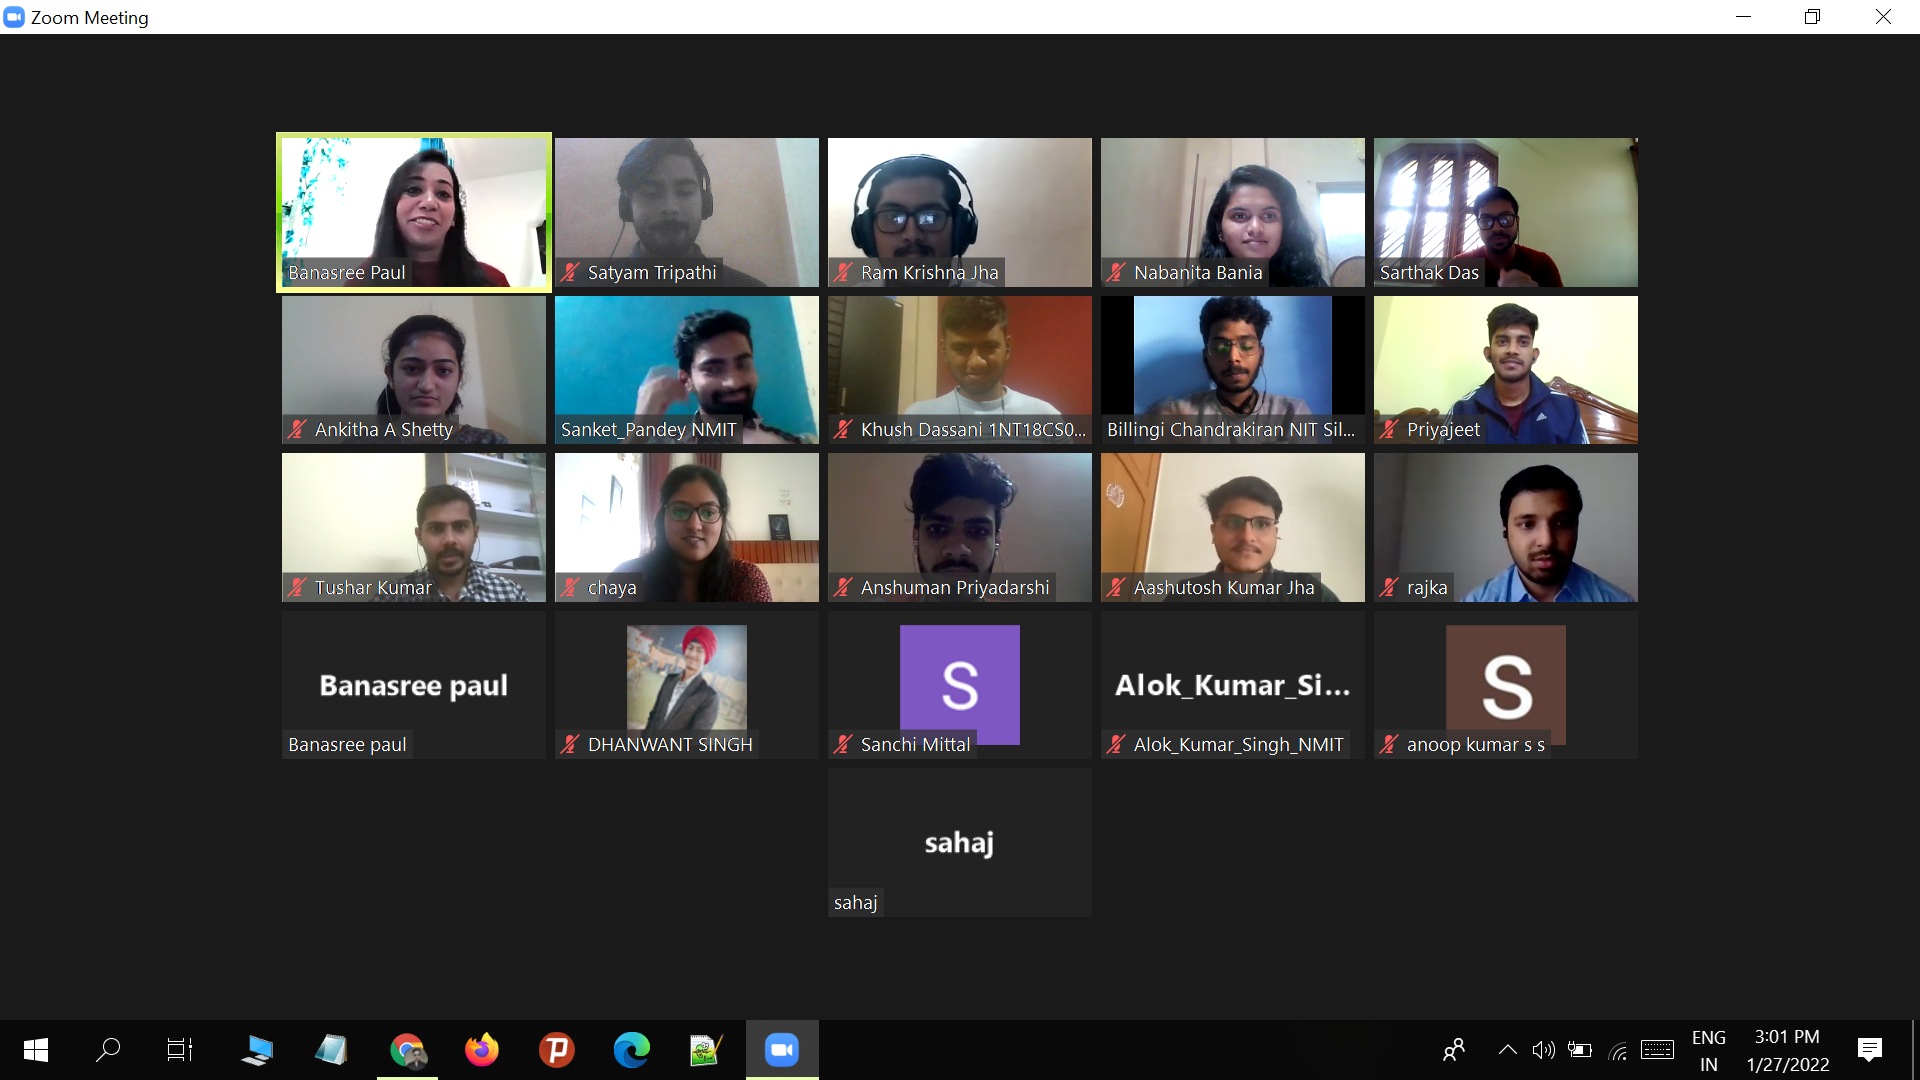 Zoom Meeting
Banasree Paul
Satyam Tripathi
Ram Krishna Jha
Nabanita Bania
Sarthak Das
Ankitha A Shetty
Sanket_Pandey NMIT
Khush Dassani 1NT18CS0...
Billingi Chandrakiran NIT Sil...
Priyajeet
Tushar Kumar
chaya
Anshuman Priyadarshi
Aashutosh Kumar Jha
rajka
Banasree paul
Banasree paul
DHANWANT SINGH
S
Sanchi Mittal
Alok_Kumar_Si...
Alok_Kumar_Singh_NMIT
S
anoop kumar s s
sahaj
sahaj
ENG
IN
3:01 PM
1/27/2022